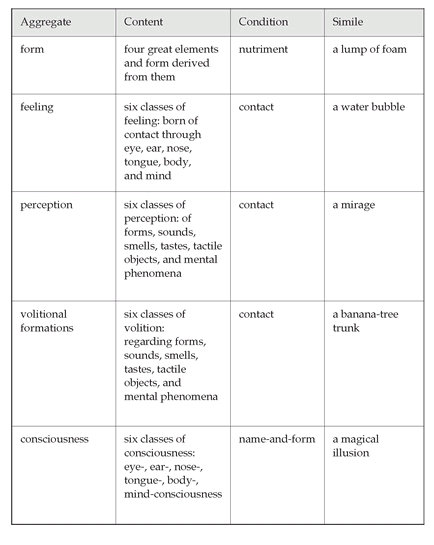 Aggregate Content Condition Simile
form four great elements nutriment a lump of foam
and form derived
from them
feeling six classes of contact a water bubble
feeling: born of
contact through
eye, ear, nose,
tongue, body,
and mind
perception six classes of contact a mirage
perception: of
forms, sounds,
smells, tastes, tactile
objects, and mental
phenomena
volitional six classes of contact a banana-tree
formations volition: trunk
regarding forms,
sounds, smells,
tastes, tactile
objects, and
mental phenomena
consciousness six classes of name-and-form a magical
consciousness: illusion
eye-, ear-, nose-,
tongue-, body-,
mind-consciousness